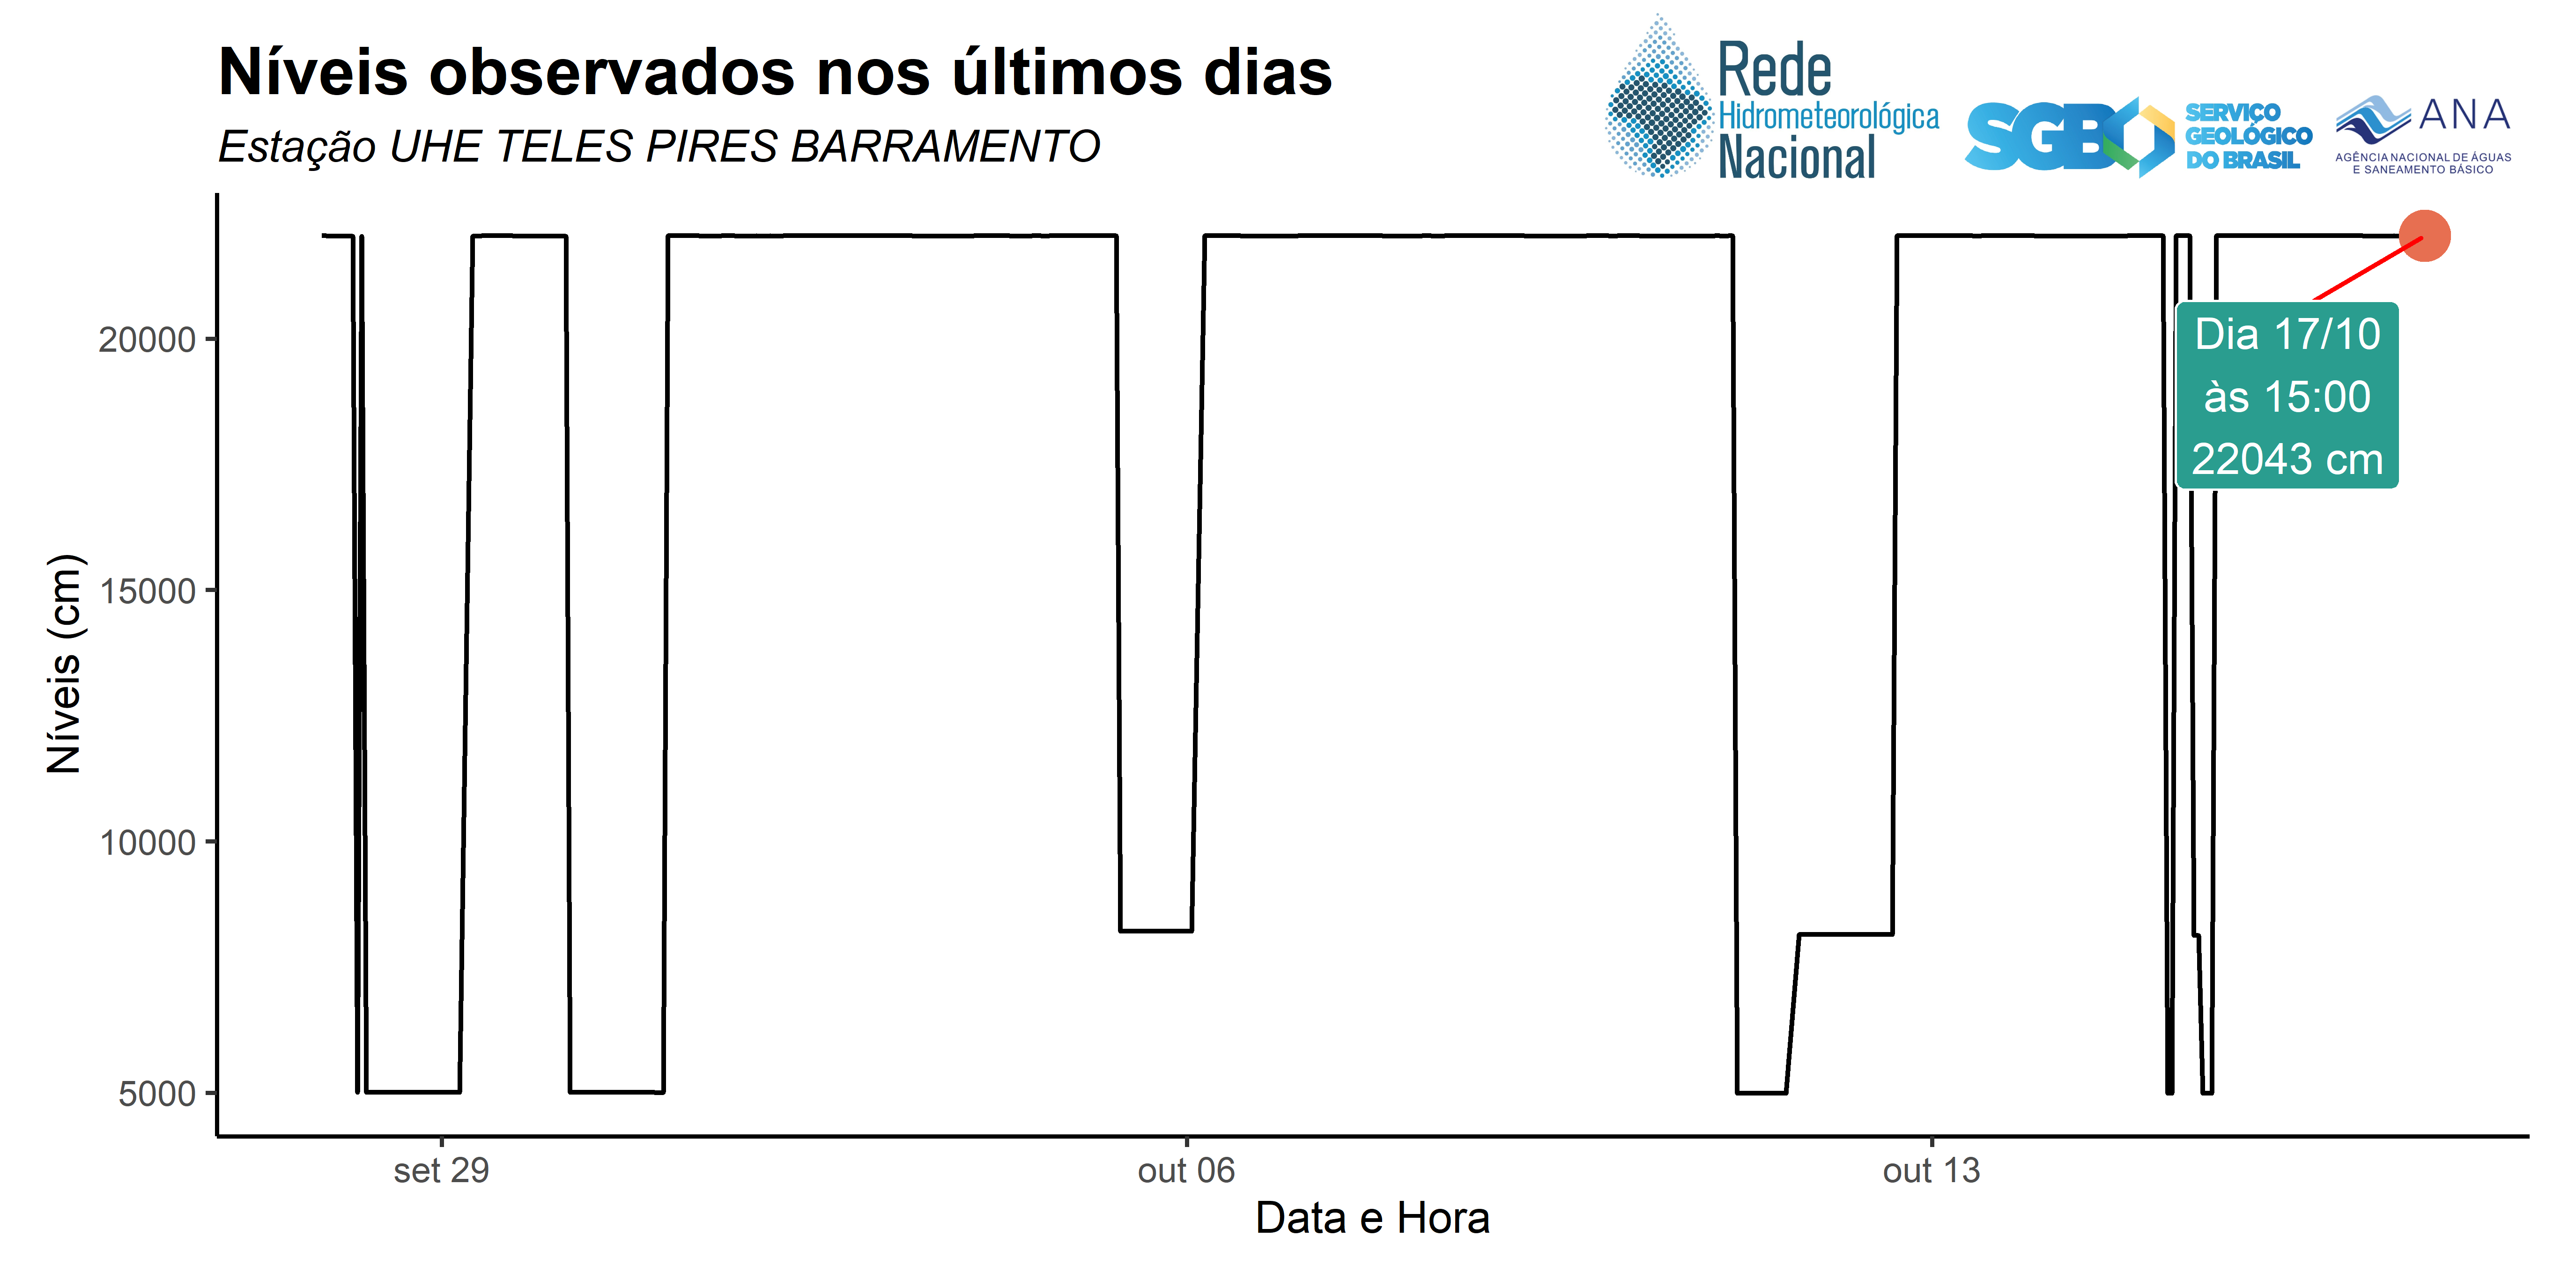 Níveis observados nos últimos dias
Estação UHE TELES PIRES BARRAMENTO
Rede
Hidrometeorológica
Nacional
SGB
SERVIÇO
GEOLÓGICO
DO BRASIL
ANA
AGÊNCIA NACIONAL DE ÁGUAS
E SANEAMENTO BÁSICO
Níveis (cm)
20000
15000
10000
5000
Dia 17/10
às 15:00
22043 cm
set 29
out 06
out 13
Data e Hora